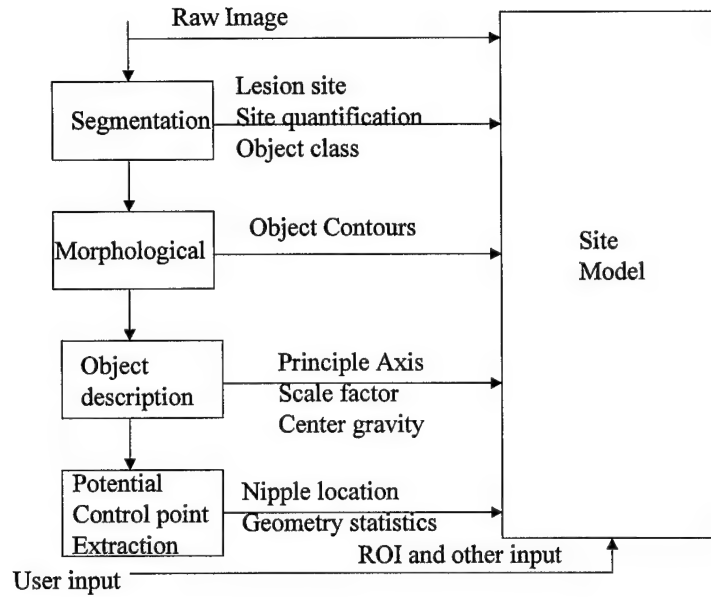 Raw Image
Segmentation
Lesion site
Site quantification
Object class
Morphological
Object Contours
Site
Model
Object
description
Principle Axis
Scale factor
Center gravity
Potential
Control point
Extraction
Nipple location
Geometry statistics
ROI and other input
User input